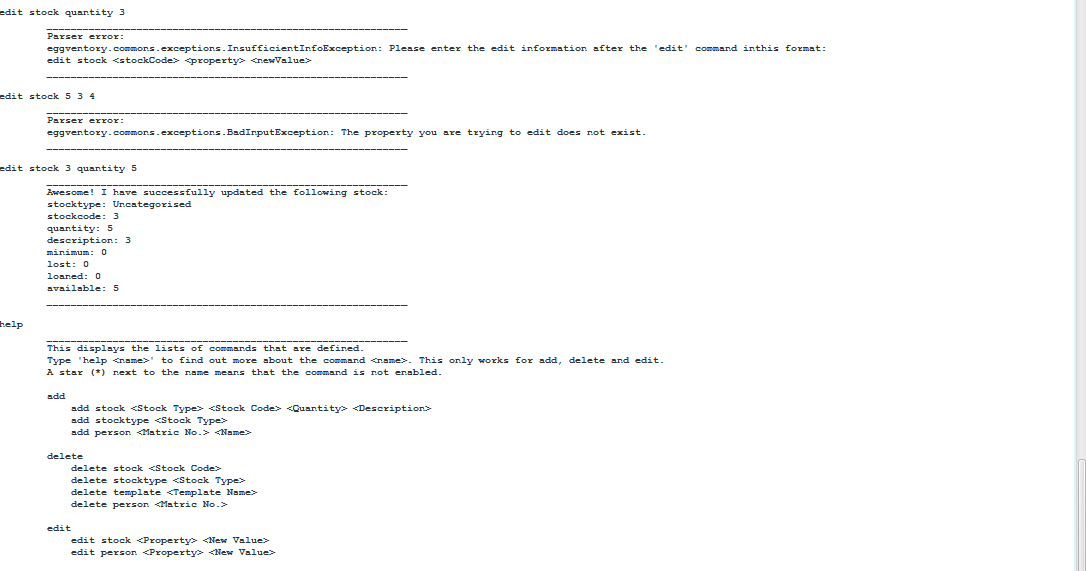 edit stock quantity 3
Parser error:
eggventory.commons.exceptions.InsufficientInfoException: Please enter the edit information after the 'edit' command inthis format:
edit stock <stockCode> <property> <newValue>
edit stock 5 3 4
Parser error:
eggventory.commons.exceptions.BadInputException: The property you are trying to edit does not exist.
edit stock 3 quantity 5
Awesome! I have successfully updated the following stock:
stocktype: Uncategorised
stockcode: 3
quantity: 5
description: 3
minimum: 0
lost: 0
loaned: 0
available: 5
help
This displays the lists of commands that are defined.
Type 'help <name>' to find out more about the command <name>. This only works for add, delete and edit.
A star (*) next to the name means that the command is not enabled.
add
add stock <Stock Type> <Stock Code> <Quantity> <Description>
add stocktype <Stock Type>
add person <Matric No.> <Name>
delete
delete stock <Stock Code>
delete stocktype <Stock Type>
delete template <Template Name>
delete person <Matric No.>
edit
edit stock <Property> <New Value>
edit person <Property> <New Value>